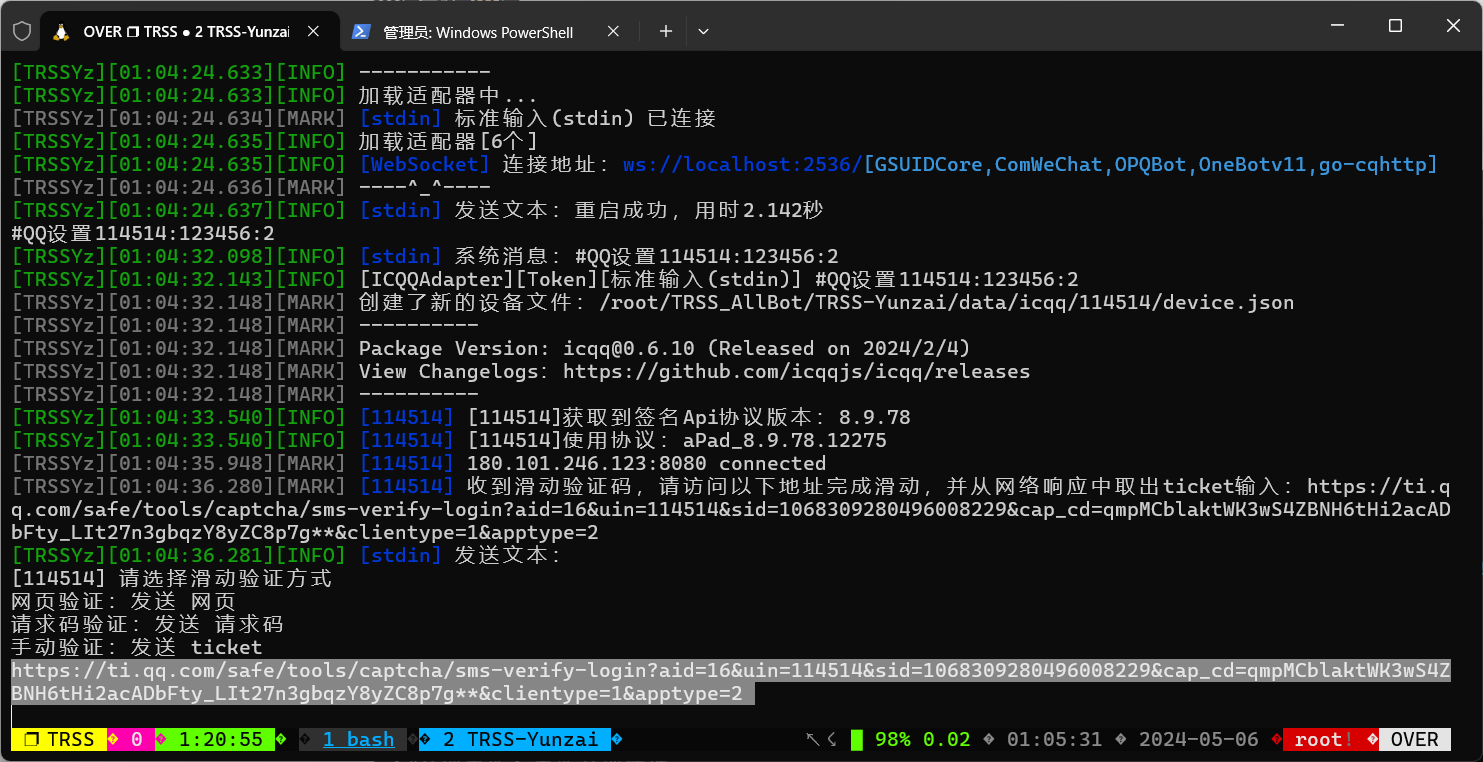 OVER ❐ TRSS ● 2 TRSS-Yunzai
管理员: Windows PowerShell
[TRSSYz][01:04:24.633][INFO] -----------
[TRSSYz][01:04:24.633][INFO] 加载适配器中...
[TRSSYz][01:04:24.634][MARK] [stdin] 标准输入(stdin) 已连接
[TRSSYz][01:04:24.635][INFO] 加载适配器[6个]
[TRSSYz][01:04:24.635][INFO] [WebSocket] 连接地址：ws://localhost:2536/[GSUIDCore,ComWeChat,OPQBot,OneBotv11,go-cqhttp]
[TRSSYz][01:04:24.636][MARK] ----^_^----
[TRSSYz][01:04:24.637][INFO] [stdin] 发送文本：重启成功，用时2.142秒
#QQ设置114514:123456:2
[TRSSYz][01:04:32.098][INFO] [stdin] 系统消息：#QQ设置114514:123456:2
[TRSSYz][01:04:32.143][INFO] [ICQQAdapter][Token][标准输入(stdin)] #QQ设置114514:123456:2
[TRSSYz][01:04:32.148][MARK] 创建了新的设备文件：/root/TRSS_AllBot/TRSS-Yunzai/data/icqq/114514/device.json
[TRSSYz][01:04:32.148][MARK] ----------
[TRSSYz][01:04:32.148][MARK] Package Version: icqq@0.6.10 (Released on 2024/2/4)
[TRSSYz][01:04:32.148][MARK] View Changelogs: https://github.com/icqqjs/icqq/releases
[TRSSYz][01:04:32.148][MARK] ----------
[TRSSYz][01:04:33.540][INFO] [114514] [114514]获取到签名Api协议版本：8.9.78
[TRSSYz][01:04:33.540][INFO] [114514] [114514]使用协议：aPad_8.9.78.12275
[TRSSYz][01:04:35.948][MARK] [114514] 180.101.246.123:8080 connected
[TRSSYz][01:04:36.280][MARK] [114514] 收到滑动验证码，请访问以下地址完成滑动，并从网络响应中取出ticket输入：https://ti.q
q.com/safe/tools/captcha/sms-verify-login?aid=16&uin=114514&sid=1068309280496008229&cap_cd=qmpMCblaktWK3wS4ZBNH6tHi2acAD
bFty_LIt27n3gbqzY8yZC8p7g**&clientype=1&apptype=2
[TRSSYz][01:04:36.281][INFO] [stdin] 发送文本：
[114514] 请选择滑动验证方式
网页验证：发送 网页
请求码验证：发送 请求码
手动验证：发送 ticket
https://ti.qq.com/safe/tools/captcha/sms-verify-login?aid=16&uin=114514&sid=1068309280496008229&cap_cd=qmpMCblaktWK3wS4Z
BNH6tHi2acADbFty_LIt27n3gbqzY8yZC8p7g**&clientype=1&apptype=2
❐ TRSS � 0 � 1:20:55 � � 1 bash � � 2 TRSS-Yunzai � 98% 0.02 � 01:05:31 � 2024-05-06 � root! � OVER